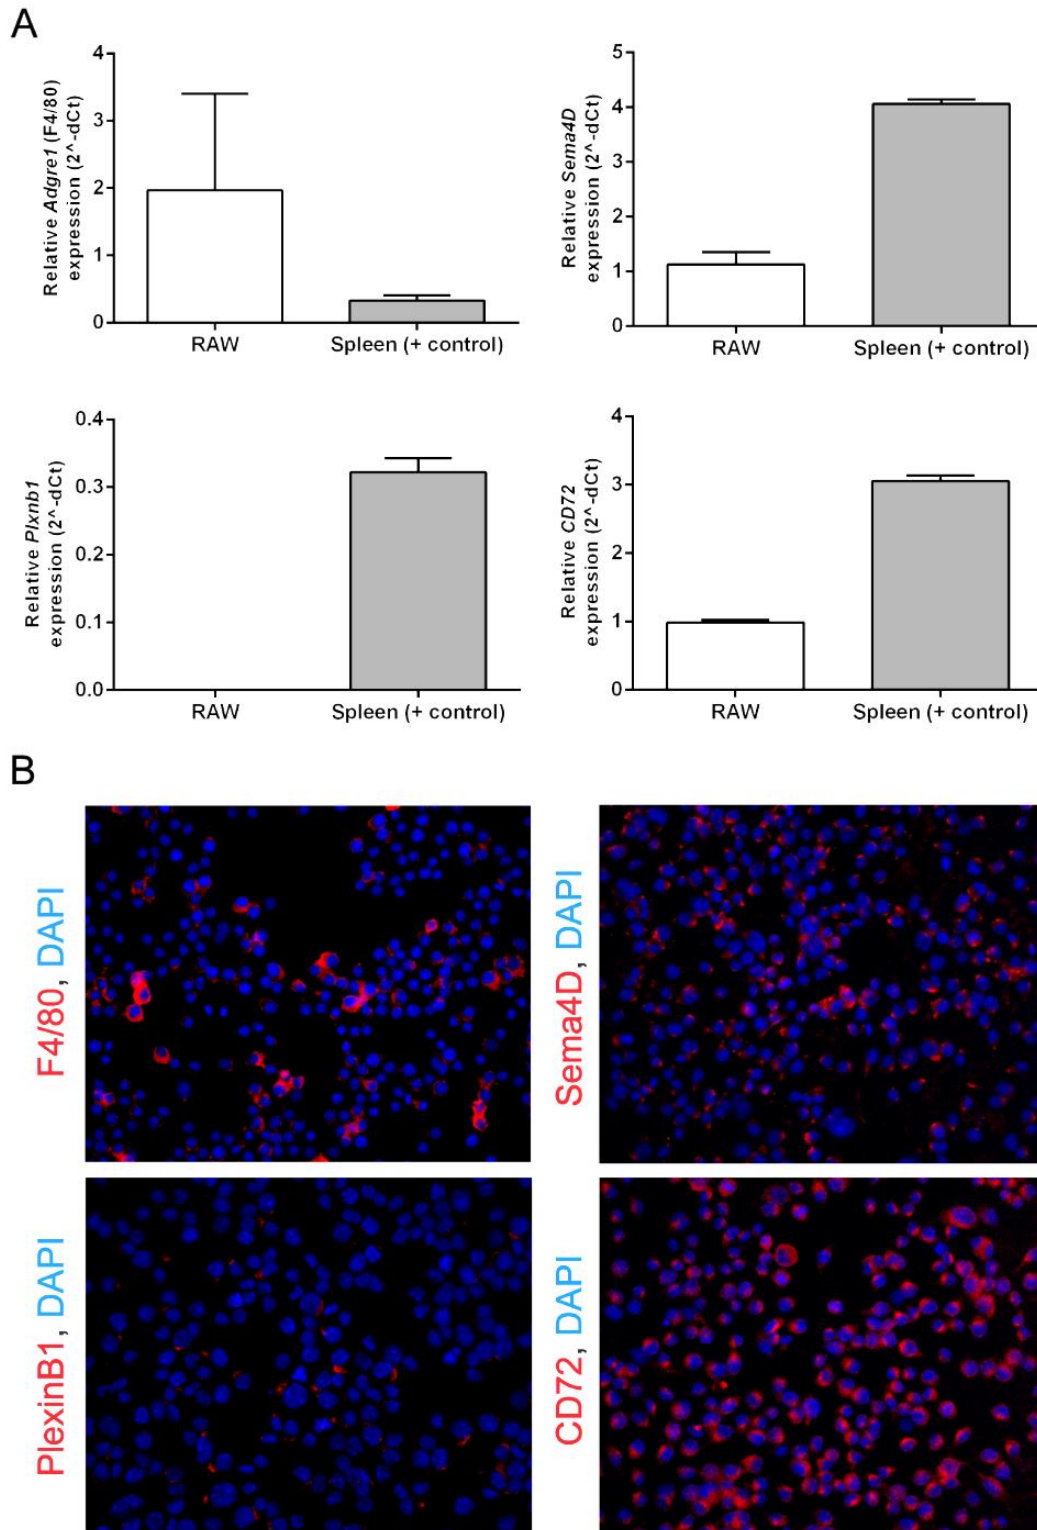 A
Relative Adgre1 (F4/80)
expression (2^-dCt)
4
3
2
1
0
RAW
Spleen (+ control)
Relative Sema4D
expression (2^-dCt)
5
4
3
2
1
0
RAW
Spleen (+ control)
Relative Plxnb1
expression (2^-dCt)
0.4
0.3
0.2
0.1
0.0
RAW
Spleen (+ control)
Relative CD72
expression (2^-dCt)
4
3
2
1
0
RAW
Spleen (+ control)
B
F4/80, DAPI
Sema4D, DAPI
PlexinB1, DAPI
CD72, DAPI